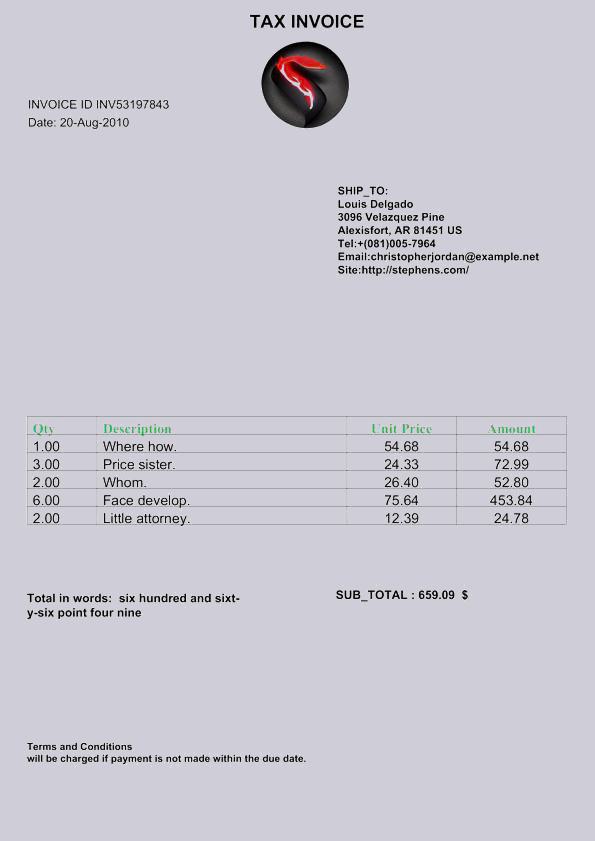 TAX INVOICE
INVOICE ID INV53197843
Date: 20-Aug-2010
SHIP_TO:
Louis Delgado
3096 Velazquez Pine
Alexisfort, AR 81451 US
Tel:+(081)005-7964
Email:christopherjordan@example.net
Site:http://stephens.com/
Qty Description Unit Price Amount
1.00 Where how. 54.68 54.68
3.00 Price sister. 24.33 72.99
2.00 Whom. 26.40 52.80
6.00 Face develop. 75.64 453.84
2.00 Little attorney. 12.39 24.78
Total in words: six hundred and sixt-
y-six point four nine
SUB_TOTAL : 659.09 $
Terms and Conditions
will be charged if payment is not made within the due date.